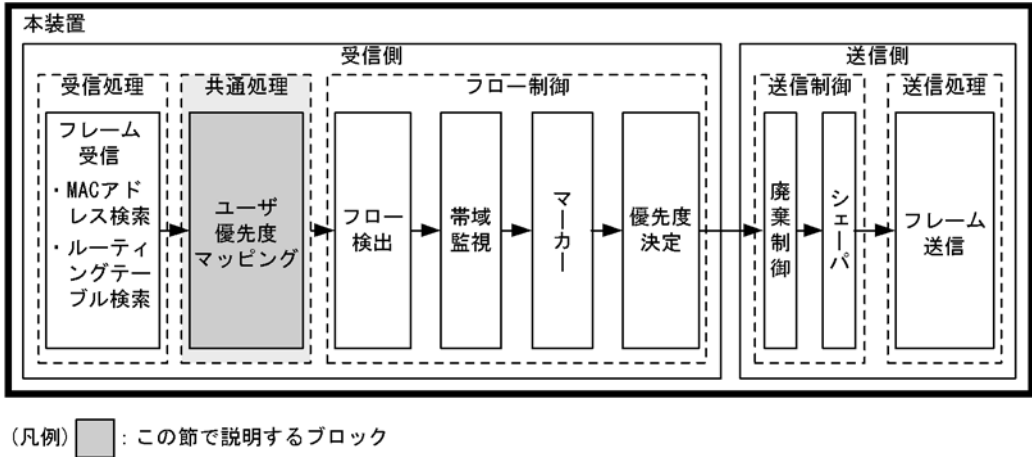 本装置
受信側
送信側
受信処理
共通処理
フロー制御
送信制御
送信処理
フレーム
受信
・MACアド
レス検索
・ルーティ
ングテー
ブル検索
ユーザ
優先度
マッピング
フロー
検出
帯域
監視
マーカー
優先度
決定
廃棄制御
シェーパ
フレーム
送信
(凡例) : この節で説明するブロック